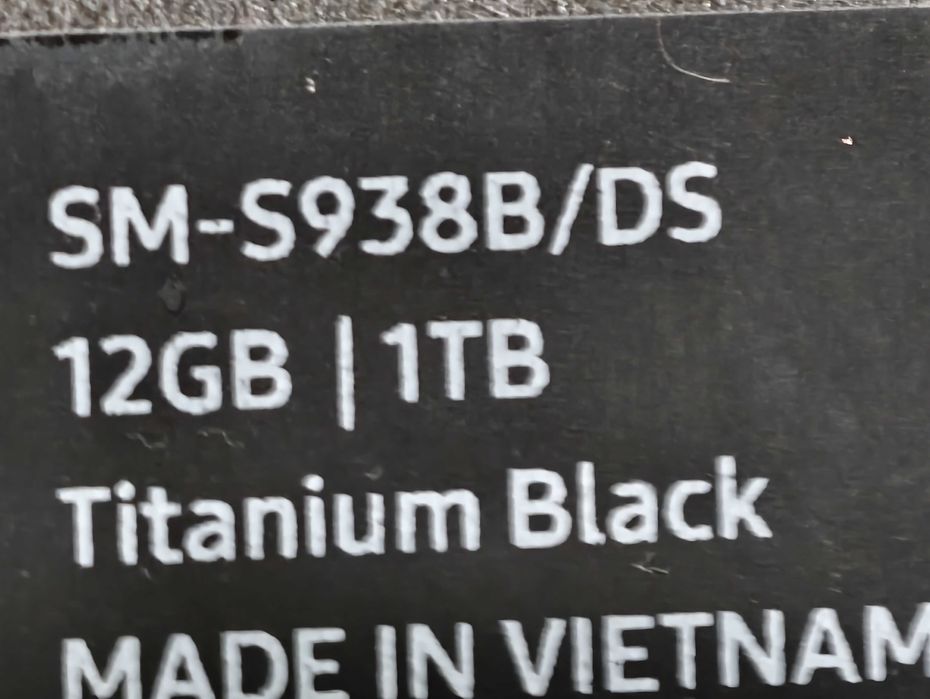 SM-S938B/DS
12GB | 1TB
Titanium Black
MADE IN VIETNAM